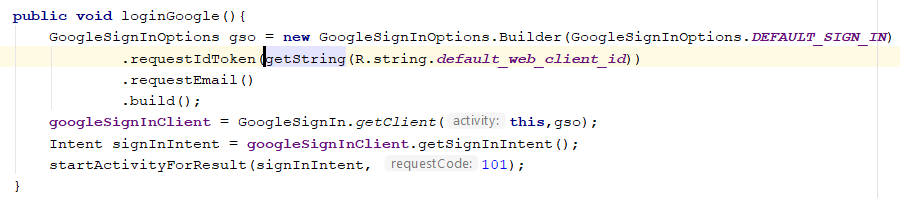 public void loginGoogle(){
GoogleSignInOptions gso = new GoogleSignInOptions.Builder(GoogleSignInOptions.DEFAULT_SIGN_IN)
.requestIdToken(getString(R.string.default_web_client_id))
.requestEmail()
.build();
googleSignInClient = GoogleSignIn.getClient( activity: this,gso);
Intent signInIntent = googleSignInClient.getSignInIntent();
startActivityForResult(signInIntent, requestCode: 101);
}